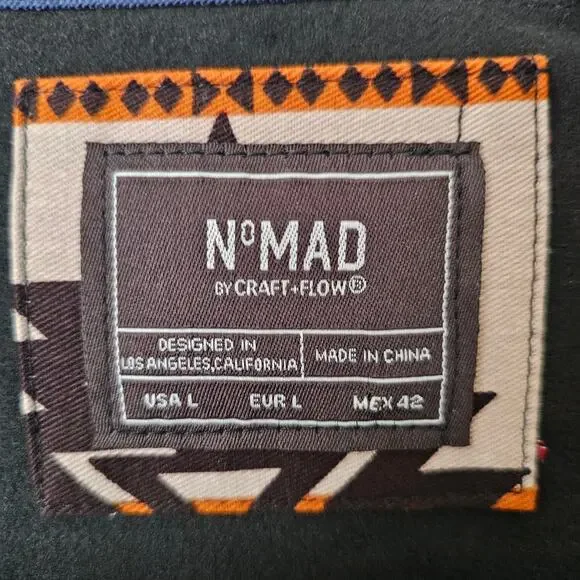 NºMAD
BY CRAFT+FLOW®
DESIGNED IN
LOS ANGELES,CALIFORNIA
MADE IN CHINA
USA L EUR L MEX 42